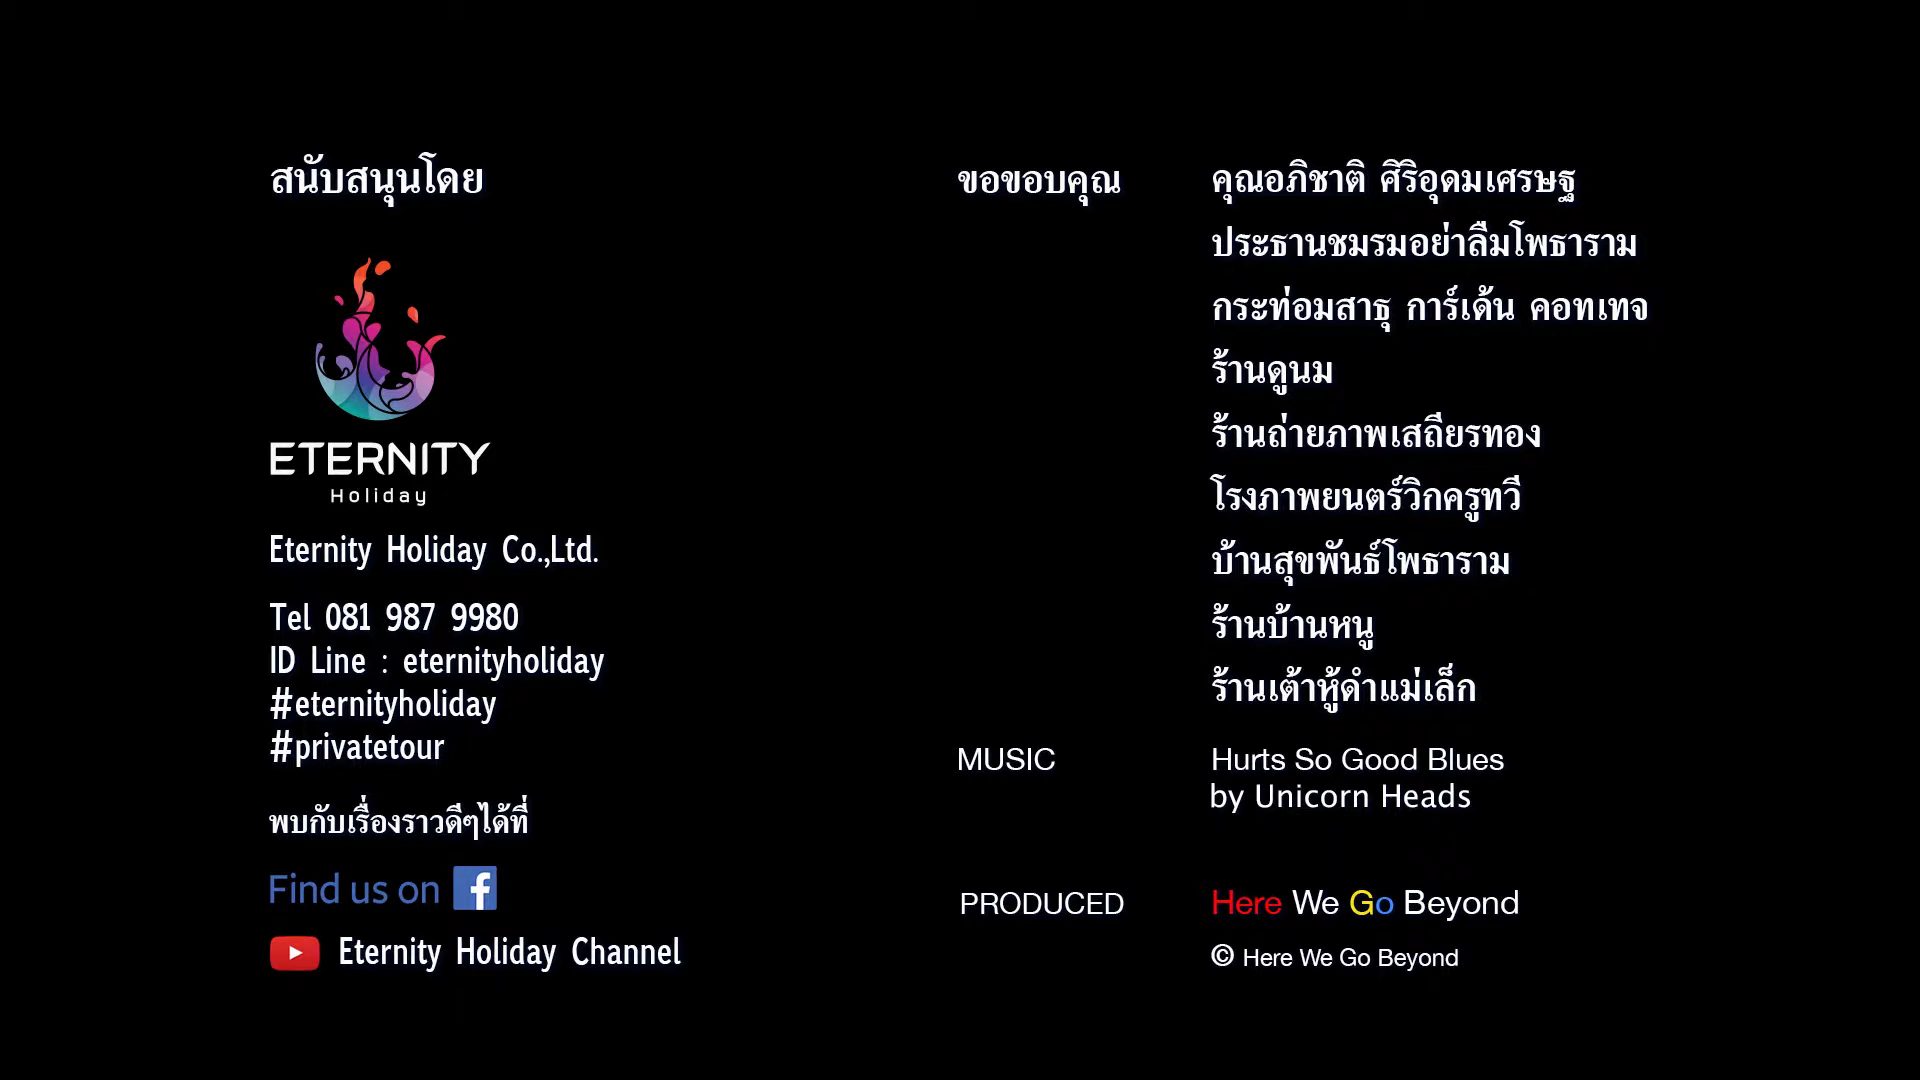 สนับสนุนโดย
ETERNITY
Holiday
Eternity Holiday Co.,Ltd.
Tel 081 987 9980
ID Line : eternityholiday
#eternityholiday
#privatetour
พบกับเรื่องราวดีๆได้ที่
Find us on f
Eternity Holiday Channel
ขอขอบคุณ
คุณอภิชาติ ศิริอุดมเศรษฐ
ประธานชมรมอย่าลืมโพธาราม
กระท่อมสาธุ การ์เด้น คอทเทจ
ร้านดูนม
ร้านถ่ายภาพเสถียรทอง
โรงภาพยนตร์วิกครูทวี
บ้านสุขพันธ์โพธาราม
ร้านบ้านหนู
ร้านเต้าหู้ดำแม่เล็ก
MUSIC Hurts So Good Blues
by Unicorn Heads
PRODUCED Here We Go Beyond
© Here We Go Beyond